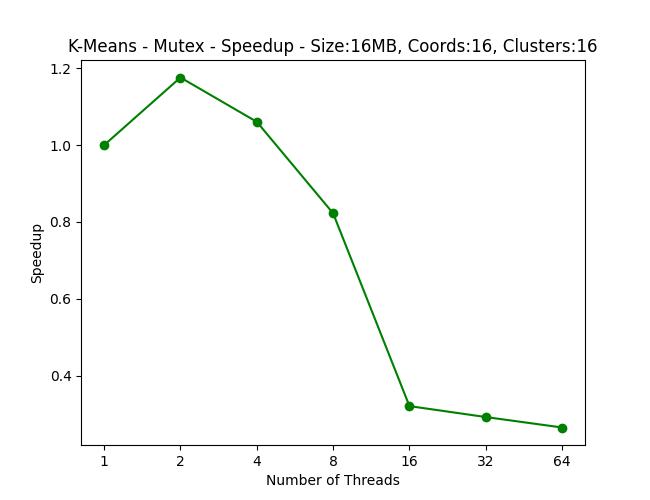 K-Means - Mutex - Speedup - Size:16MB, Coords:16, Clusters:16
1.2
1.0
0.8
0.6
0.4
Speedup
1 2 4 8 16 32 64
Number of Threads